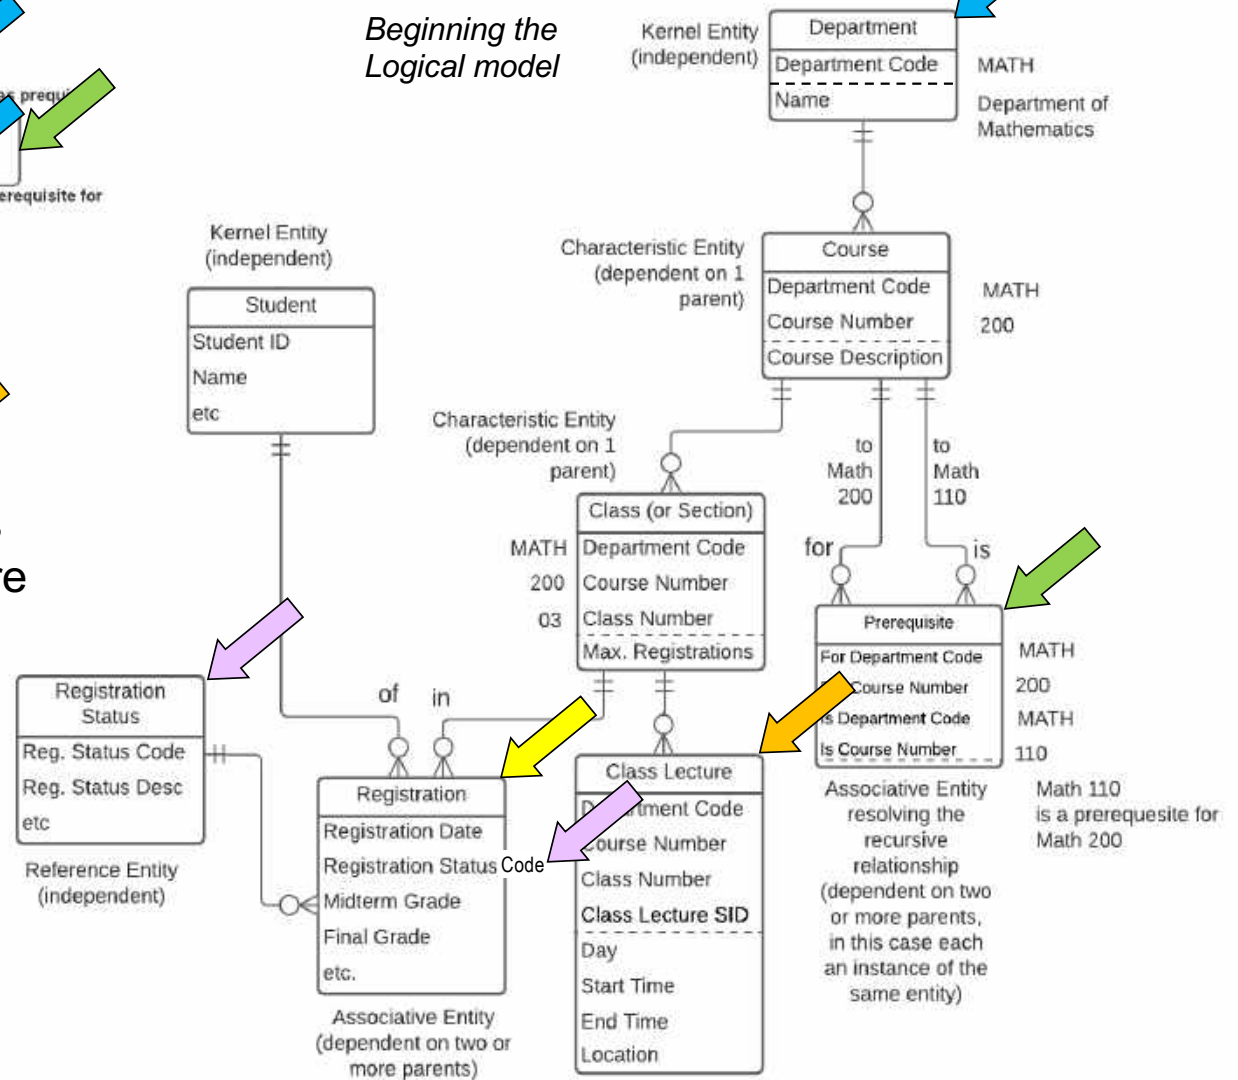 Beginning the
Logical model
Kernel Entity
(independent)
Department
Department Code
Name
MATH
Department of
Mathematics
erequisite for
Kernel Entity
(independent)
Student
Student ID
Name
etc
Characteristic Entity
(dependent on 1
parent)
Course
Department Code
Course Number
Course Description
MATH
200
Characteristic Entity
(dependent on 1
parent)
Class (or Section)
Department Code
Course Number
Class Number
Max. Registrations
MATH
200
03
to
Math
200
to
Math
110
for
is
Prerequisite
For Department Code
Course Number
Is Department Code
Is Course Number
MATH
200
MATH
110
Associative Entity
resolving the
recursive
relationship
(dependent on two
or more parents,
in this case each
an instance of the
same entity)
Math 110
is a prerequesite for
Math 200
re
Registration
Status
Reg. Status Code
Reg. Status Desc
etc
Reference Entity
(independent)
of
in
Registration
Registration Date
Registration Status Code
Midterm Grade
Final Grade
etc.
Associative Entity
(dependent on two or
more parents)
Class Lecture
Code
Course Number
Class Number
Class Lecture SID
Day
Start Time
End Time
Location